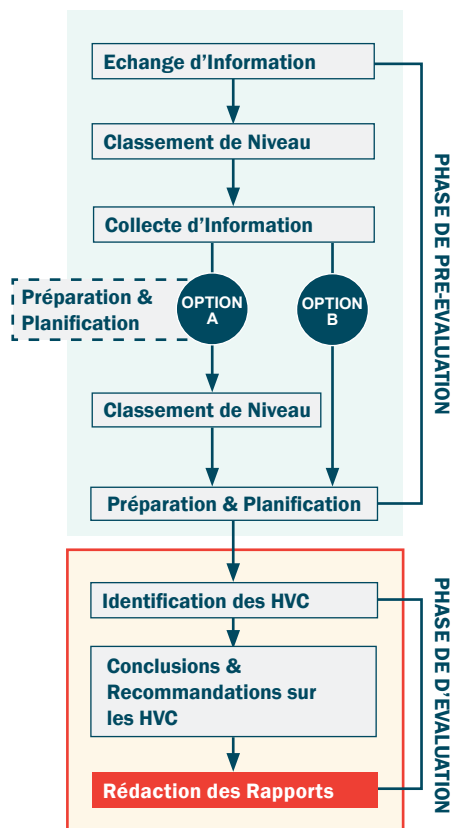 Echange d'Information
Classement de Niveau
Collecte d'Information
Préparation &
Planification
OPTION
A
OPTION
B
Classement de Niveau
Préparation & Planification
PHASE DE PRE-EVALUATION
Identification des HVC
Conclusions &
Recommandations sur
les HVC
Rédaction des Rapports
PHASE DE D'EVALUATION